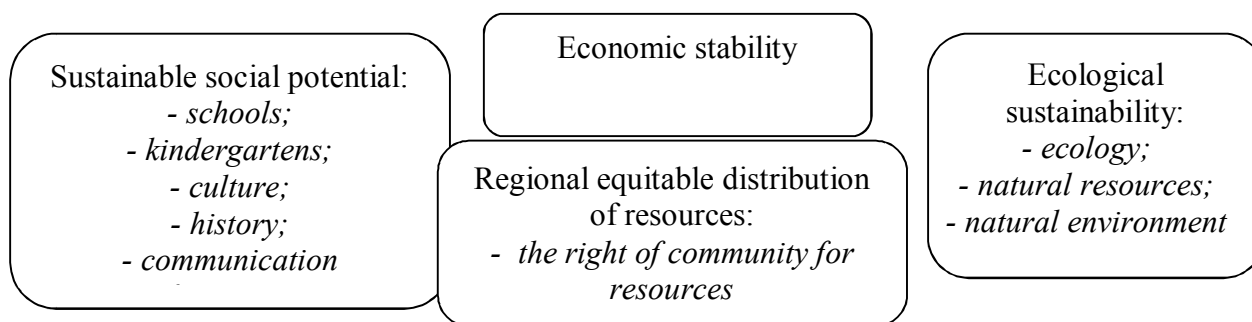 Sustainable social potential:
- schools;
- kindergartens;
- culture;
- history;
- communication
Economic stability
Regional equitable distribution
of resources:
- the right of community for
resources
Ecological
sustainability:
- ecology;
- natural resources;
- natural environment